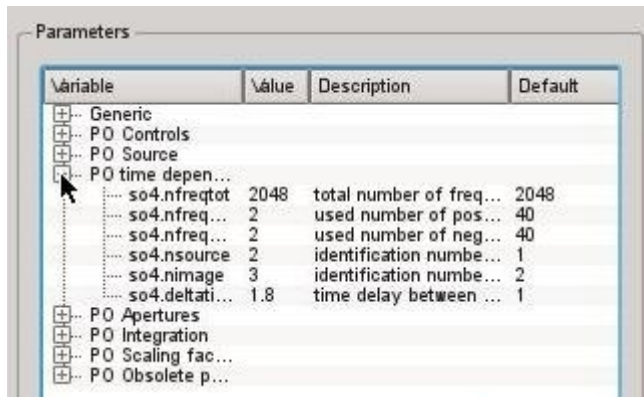 Parameters
Variable Value Description Default
Generic
PO Controls
PO Source
PO time depen...
so4.nfreqtot 2048 total number of freq... 2048
so4.nfreq... 2 used number of pos... 40
so4.nfreq... 2 used number of neg... 40
so4.nsource 2 identification numbe... 1
so4.nimage 3 identification numbe... 2
so4.deltati... 1.8 time delay between ... 1
PO Apertures
PO Integration
PO Scaling fac...
PO Obsolete p...